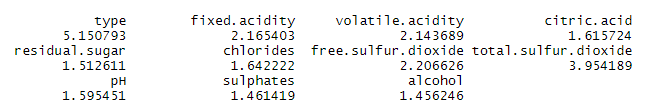 type fixed.acidity volatile.acidity citric.acid
5.150793 2.165403 2.143689 1.615724
residual.sugar chlorides free.sulfur.dioxide total.sulfur.dioxide
1.512611 1.642222 2.206626 3.954189
pH sulphates alcohol
1.595451 1.461419 1.456246